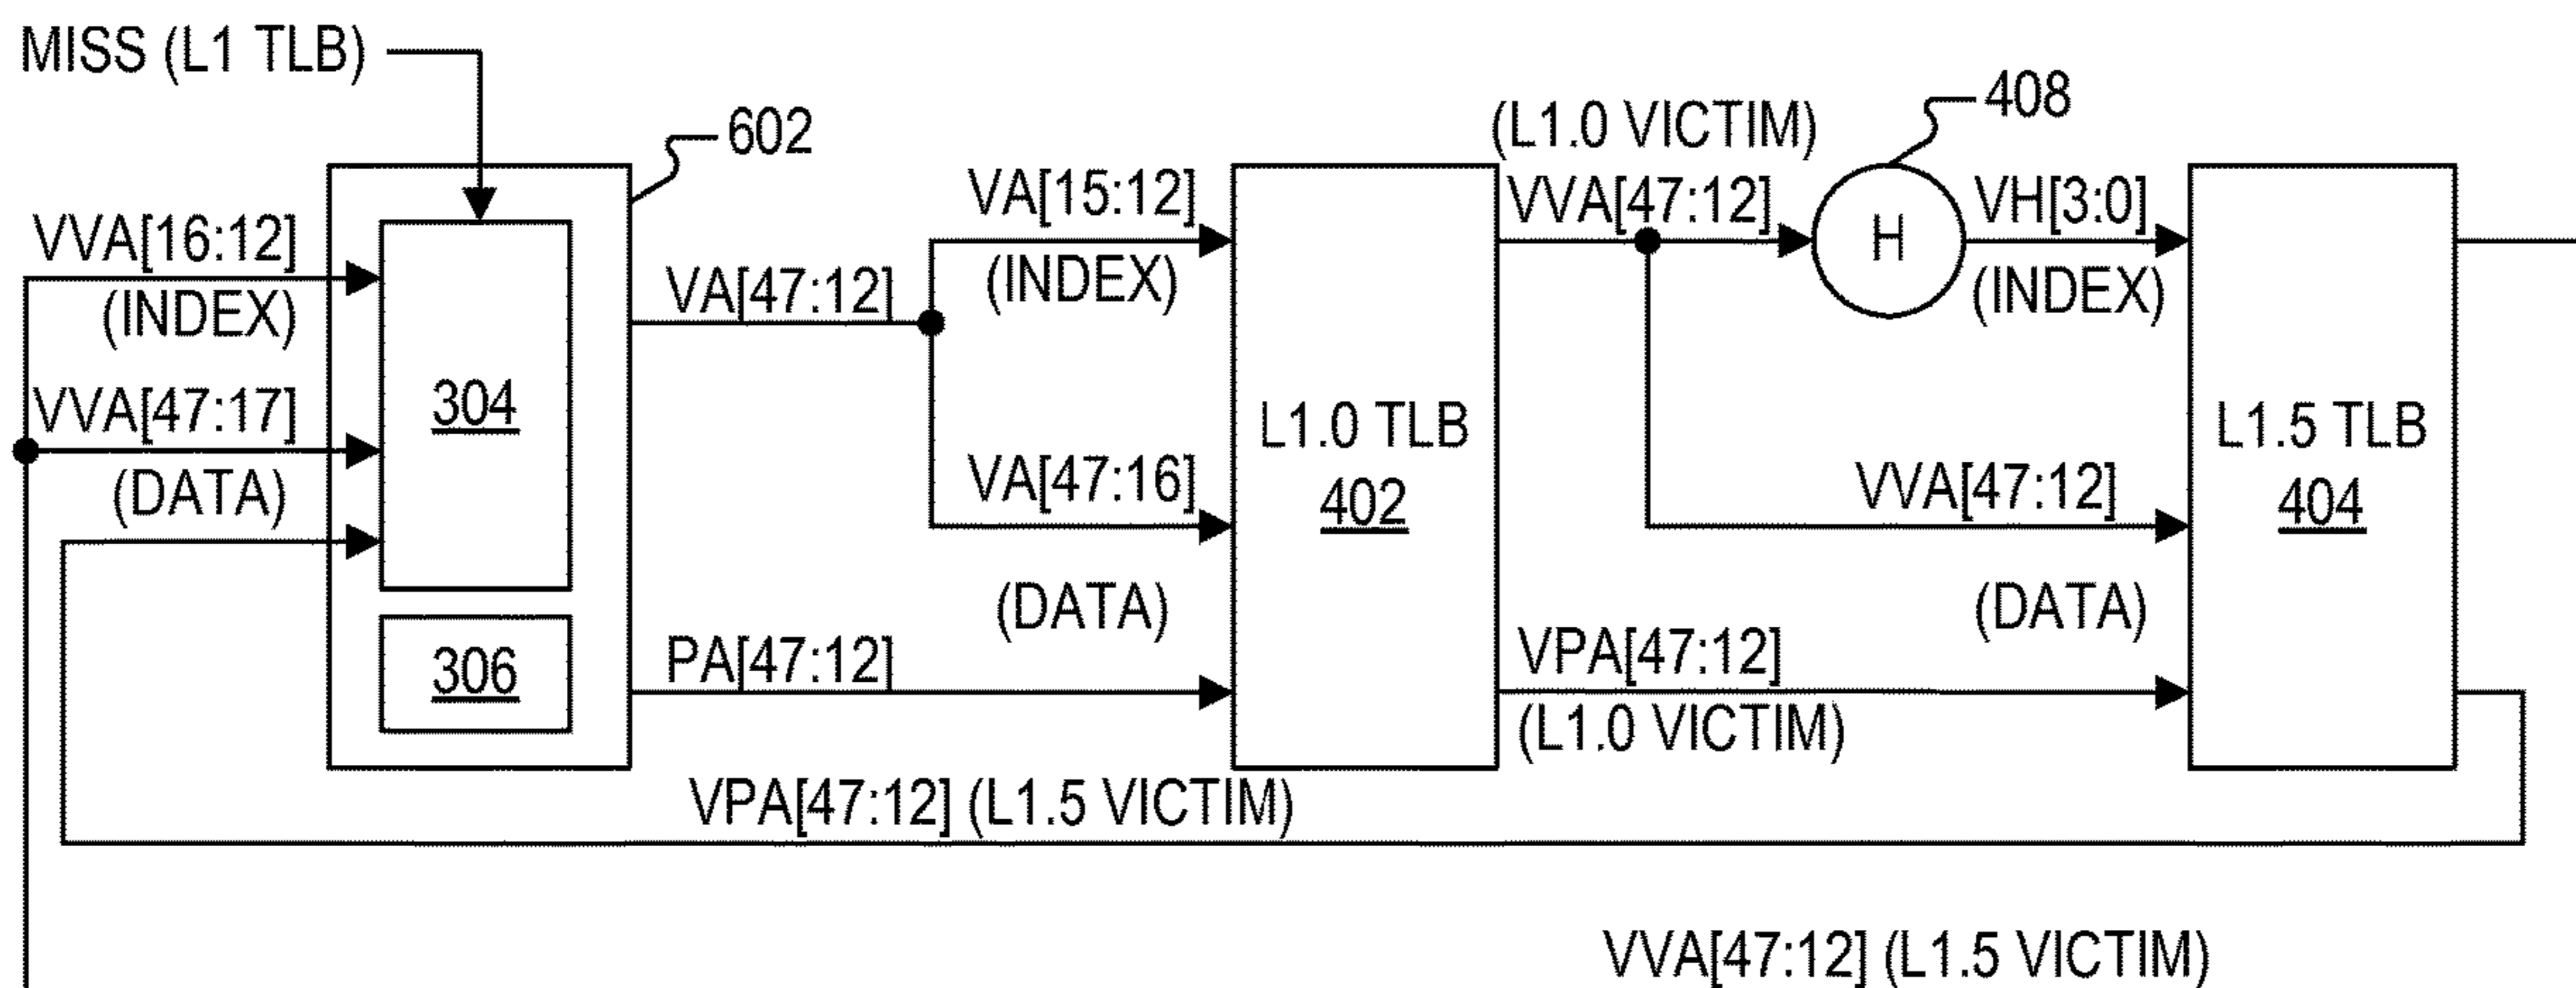 MISS (L1 TLB)
602
408
(L1.0 VICTIM)
VVA[16:12]
(INDEX)
VVA[47:17]
(DATA)
304
306
VA[47:12]
PA[47:12]
VA[15:12]
(INDEX)
VA[47:16]
(DATA)
L1.0 TLB
402
VVA[47:12]
H
VH[3:0]
(INDEX)
VVA[47:12]
(DATA)
VPA[47:12]
(L1.0 VICTIM)
L1.5 TLB
404
VPA[47:12] (L1.5 VICTIM)
VVA[47:12] (L1.5 VICTIM)